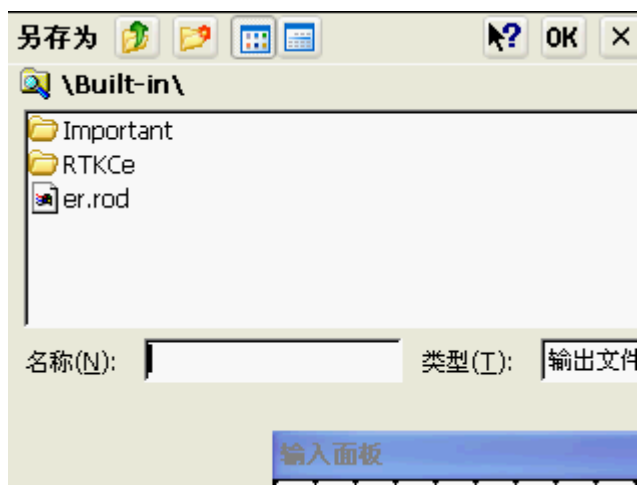 另存为 ? OK ×
\Built-in\
Important
RTKCe
er.rod
名称(N): 类型(T): 输出文件
输入面板